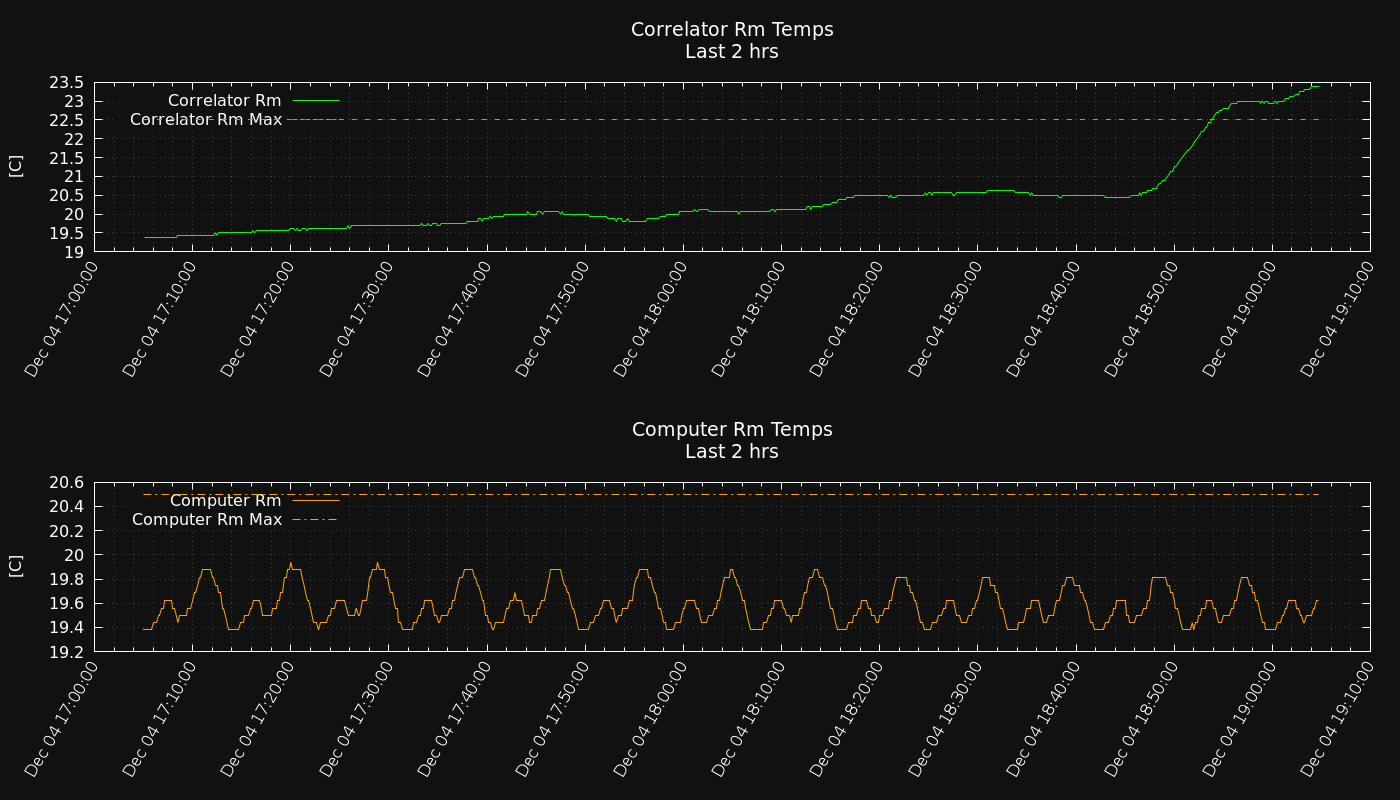 Correlator Rm Temps
Last 2 hrs
23.5
23
22.5
22
21.5
21
20.5
20
19.5
19
[C]
Correlator Rm
Correlator Rm Max
Dec 04 17:00:00
Dec 04 17:10:00
Dec 04 17:20:00
Dec 04 17:30:00
Dec 04 17:40:00
Dec 04 17:50:00
Dec 04 18:00:00
Dec 04 18:10:00
Dec 04 18:20:00
Dec 04 18:30:00
Dec 04 18:40:00
Dec 04 18:50:00
Dec 04 19:00:00
Dec 04 19:10:00
Computer Rm Temps
Last 2 hrs
20.6
20.4
20.2
20
19.8
19.6
19.4
19.2
[C]
Computer Rm
Computer Rm Max
Dec 04 17:00:00
Dec 04 17:10:00
Dec 04 17:20:00
Dec 04 17:30:00
Dec 04 17:40:00
Dec 04 17:50:00
Dec 04 18:00:00
Dec 04 18:10:00
Dec 04 18:20:00
Dec 04 18:30:00
Dec 04 18:40:00
Dec 04 18:50:00
Dec 04 19:00:00
Dec 04 19:10:00